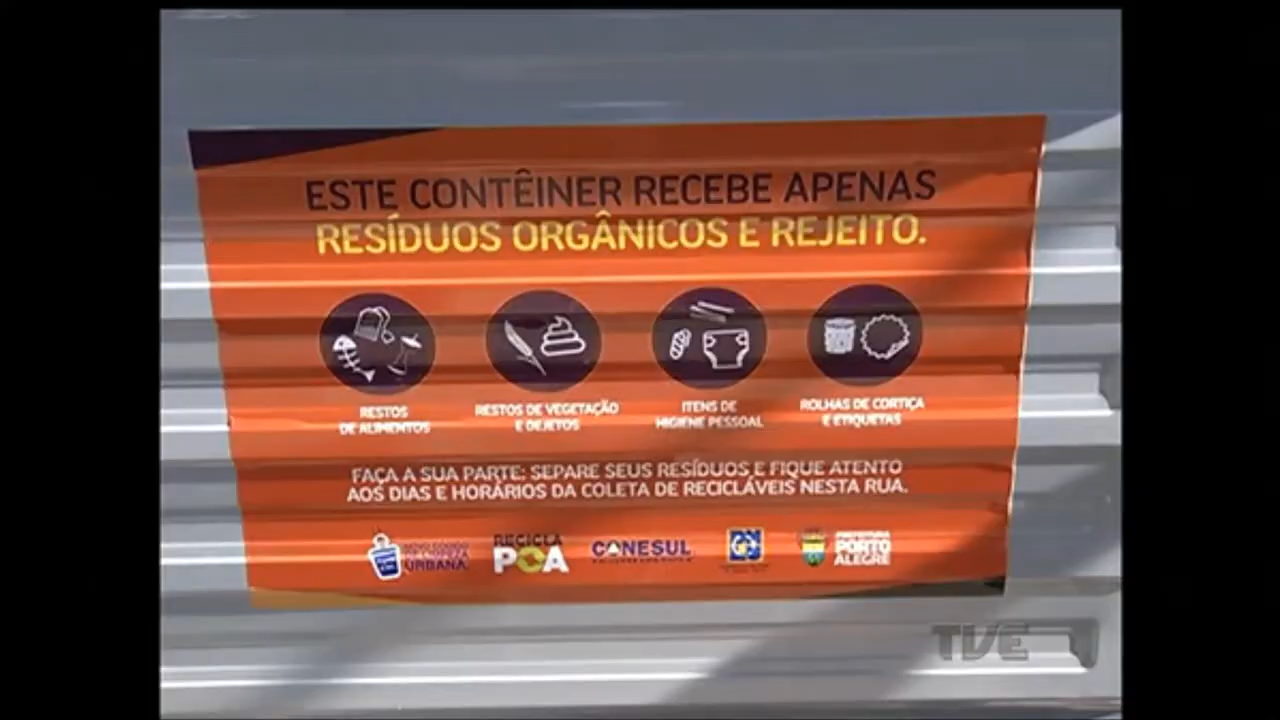 ESTE CONTÊINER RECEBE APENAS
RESÍDUOS ORGÂNICOS E REJEITO.
RESTOS
DE ALIMENTOS
RESTOS DE VEGETAÇÃO
E DEJETOS
ITENS DE
HIGIENE PESSOAL
ROLHAS DE CORTIÇA
E ETIQUETAS
FAÇA A SUA PARTE: SEPARE SEUS RESÍDUOS E FIQUE ATENTO
AOS DIAS E HORÁRIOS DA COLETA DE RECICLÁVEIS NESTA RUA.
URBANA.
RECICLA
POA
CONESUL
PREFEITURA
PORTO
ALEGRE
TVE